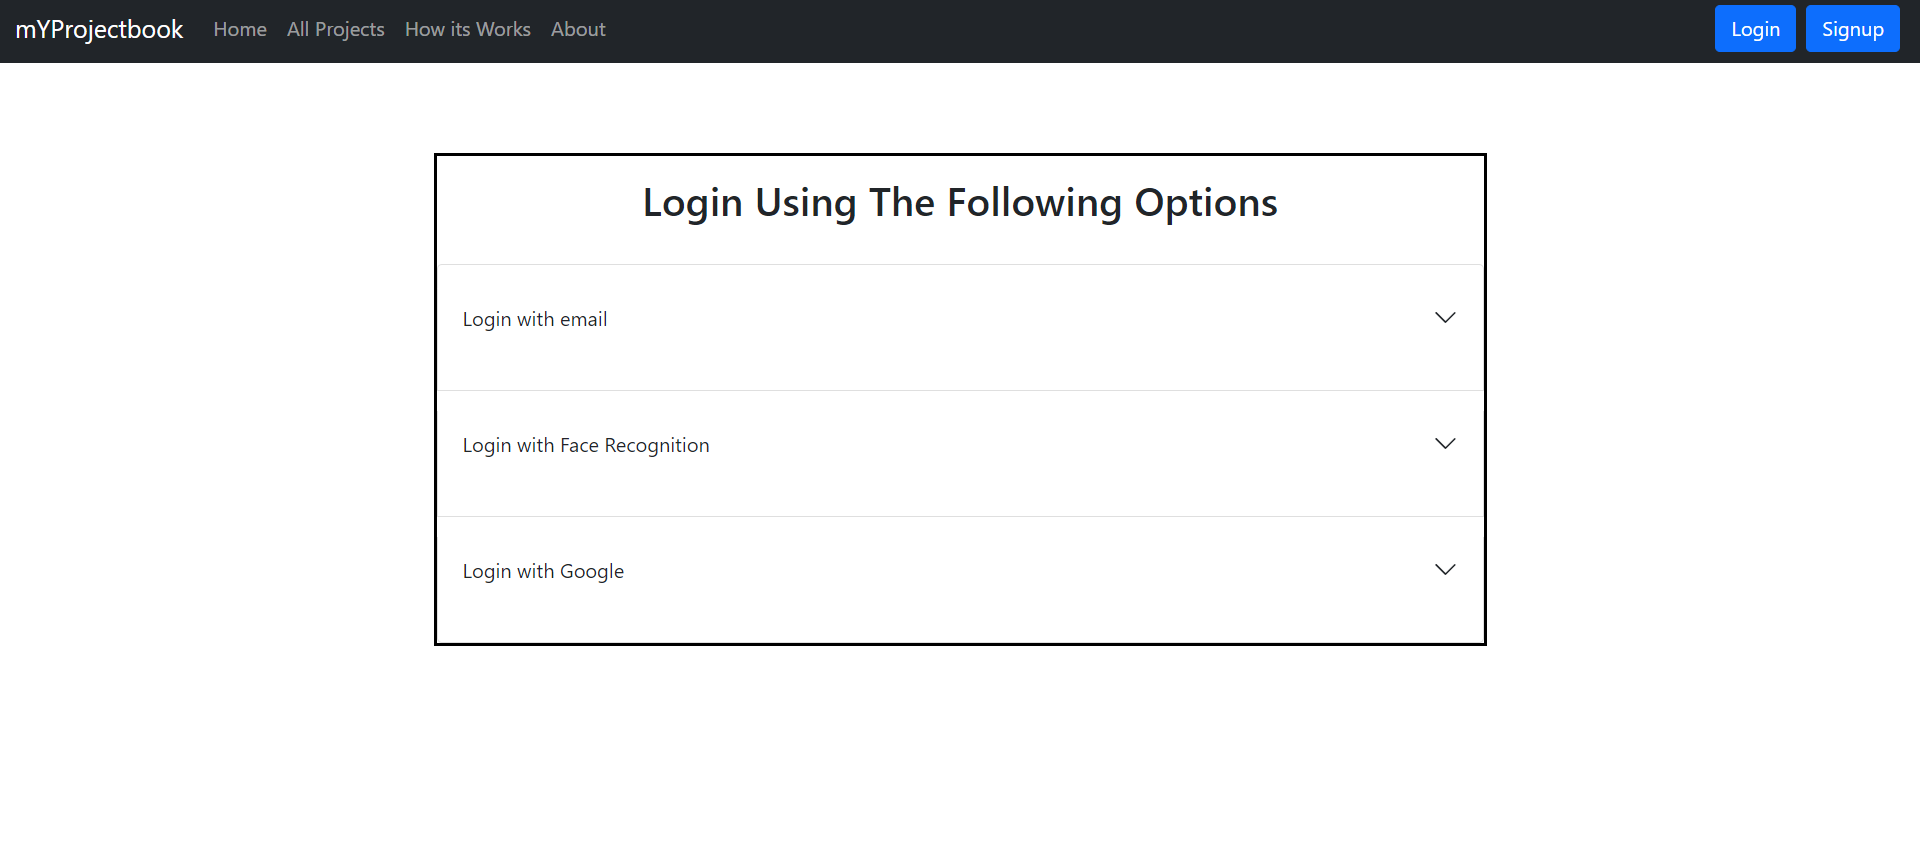 mYProjectbook Home All Projects How its Works About Login Signup
Login Using The Following Options
Login with email
Login with Face Recognition
Login with Google